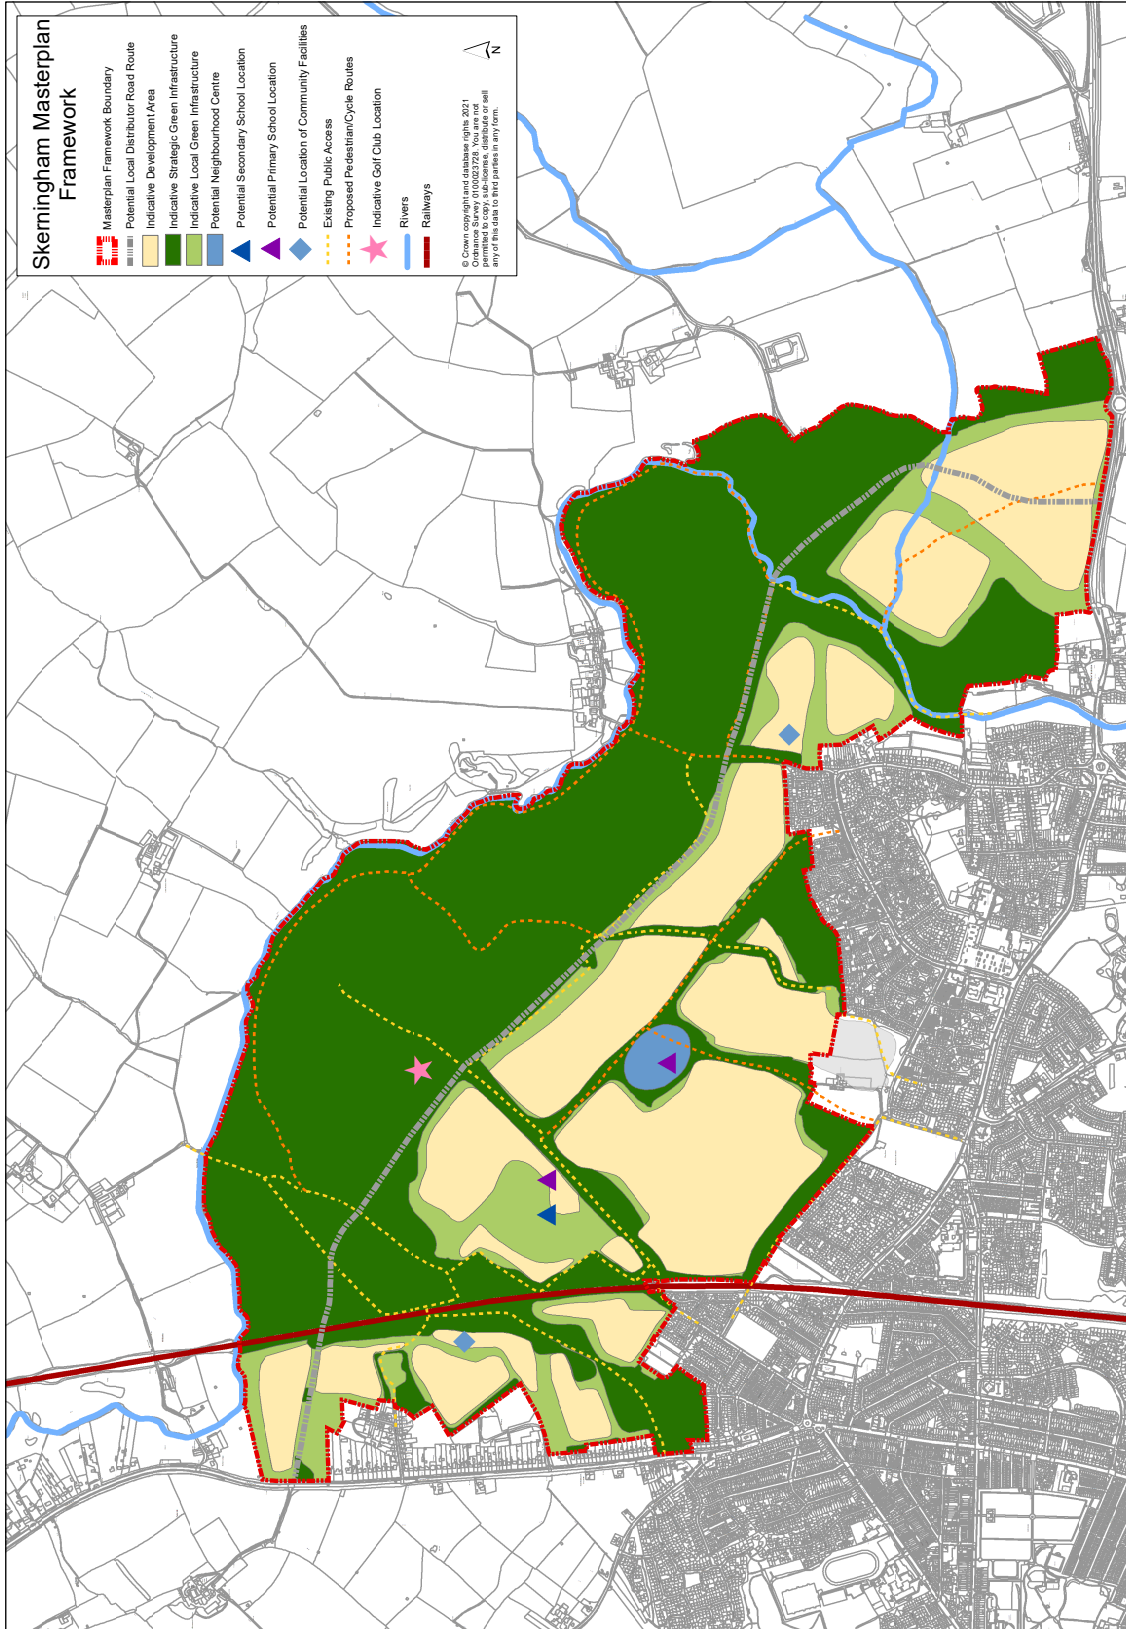 Skerningham Masterplan
Framework
Masterplan Framework Boundary
Potential Local Distributor Road Route
Indicative Development Area
Indicative Strategic Green Infrastructure
Indicative Local Green Infrastructure
Potential Neighbourhood Centre
Potential Secondary School Location
Potential Primary School Location
Potential Location of Community Facilities
Existing Public Access
Proposed Pedestrian/Cycle Routes
Indicative Golf Club Location
Rivers
Railways
© Crown copyright and database rights 2021
Ordnance Survey 0100023728. You are not
permitted to copy, sub-license, distribute or sell
any of this data to third parties in any form.
N